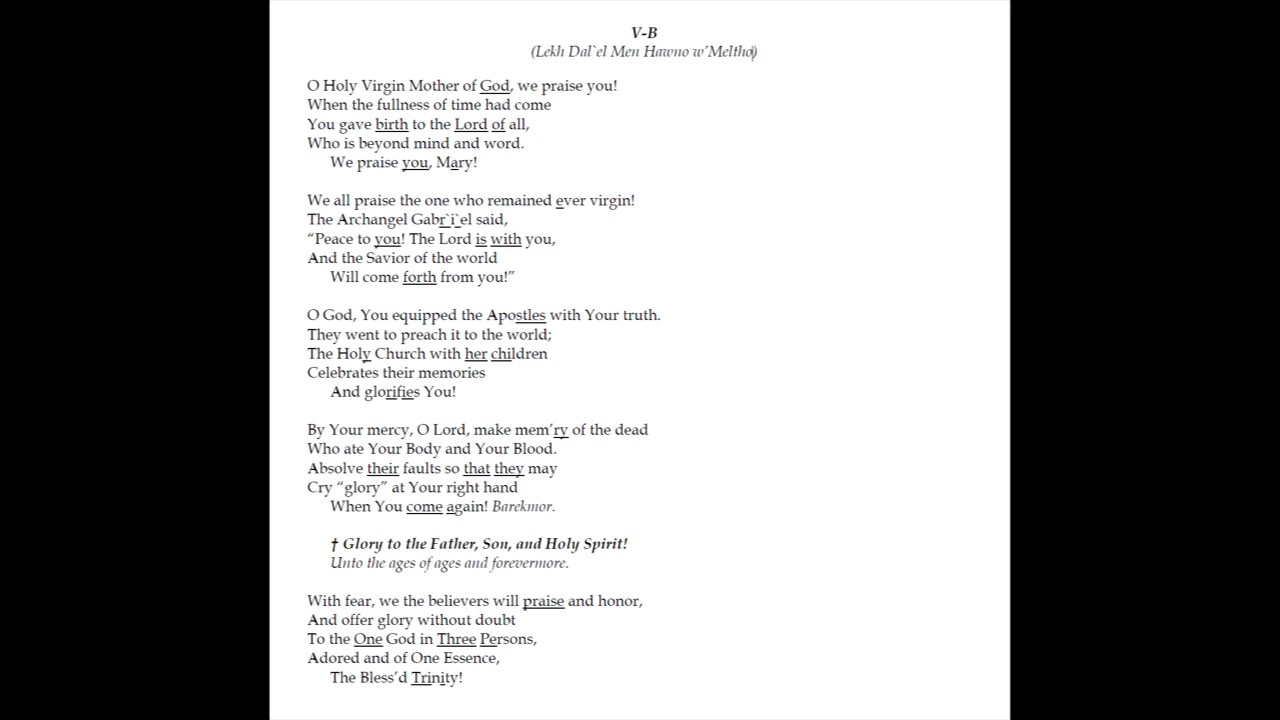 V-B
(Lekh Dal`el Men Hawno w'Meltho)
O Holy Virgin Mother of God, we praise you!
When the fullness of time had come
You gave birth to the Lord of all,
Who is beyond mind and word.
We praise you, Mary!
We all praise the one who remained ever virgin!
The Archangel Gabr`i`el said,
“Peace to you! The Lord is with you,
And the Savior of the world
Will come forth from you!”
O God, You equipped the Apostles with Your truth.
They went to preach it to the world;
The Holy Church with her children
Celebrates their memories
And glorifies You!
By Your mercy, O Lord, make mem’ry of the dead
Who ate Your Body and Your Blood.
Absolve their faults so that they may
Cry “glory” at Your right hand
When You come again! Barekmor.
† Glory to the Father, Son, and Holy Spirit!
Unto the ages of ages and forevermore.
With fear, we the believers will praise and honor,
And offer glory without doubt
To the One God in Three Persons,
Adored and of One Essence,
The Bless’d Trinity!